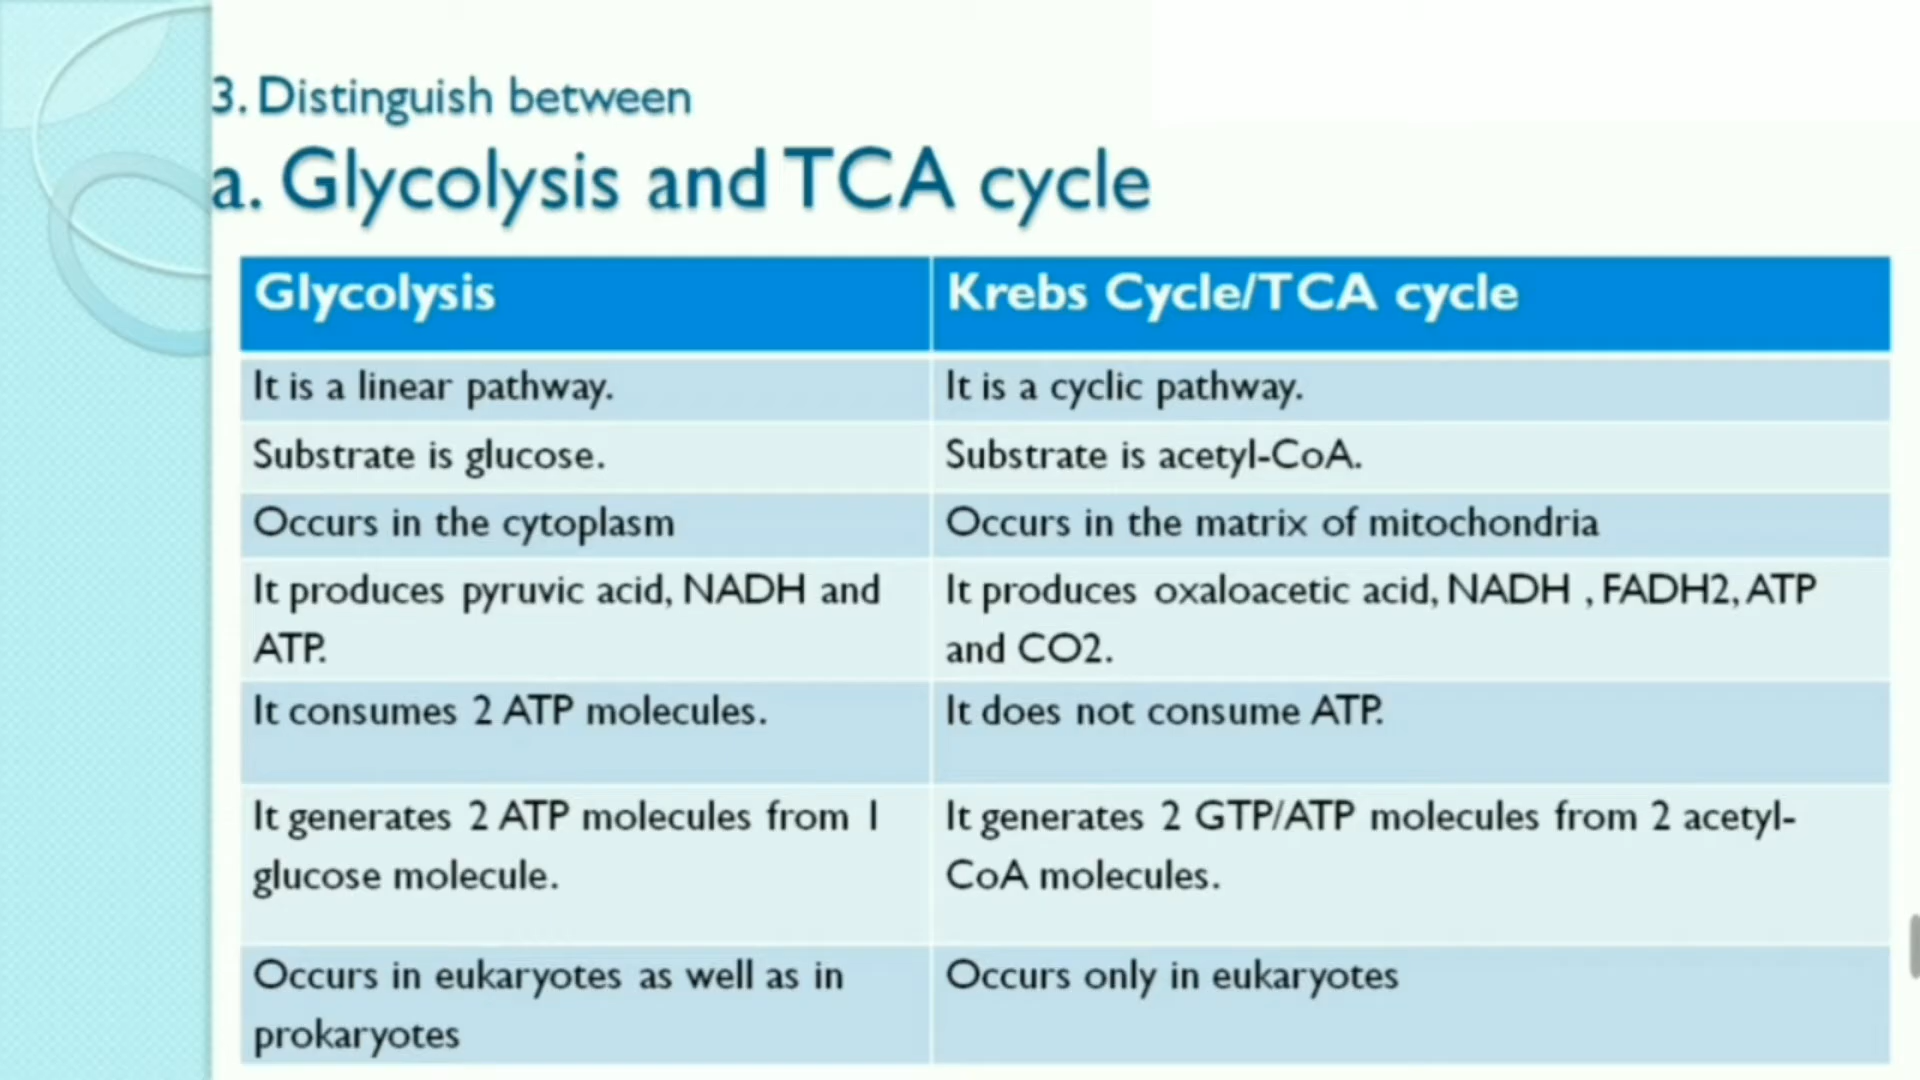 3. Distinguish between
a. Glycolysis and TCA cycle
Glycolysis
Krebs Cycle/TCA cycle
It is a linear pathway.
It is a cyclic pathway.
Substrate is glucose.
Substrate is acetyl-CoA.
Occurs in the cytoplasm
Occurs in the matrix of mitochondria
It produces pyruvic acid, NADH and
ATP.
It produces oxaloacetic acid, NADH , FADH2, ATP
and CO2.
It consumes 2 ATP molecules.
It does not consume ATP.
It generates 2 ATP molecules from 1
glucose molecule.
It generates 2 GTP/ATP molecules from 2 acetyl-
CoA molecules.
Occurs in eukaryotes as well as in
prokaryotes
Occurs only in eukaryotes